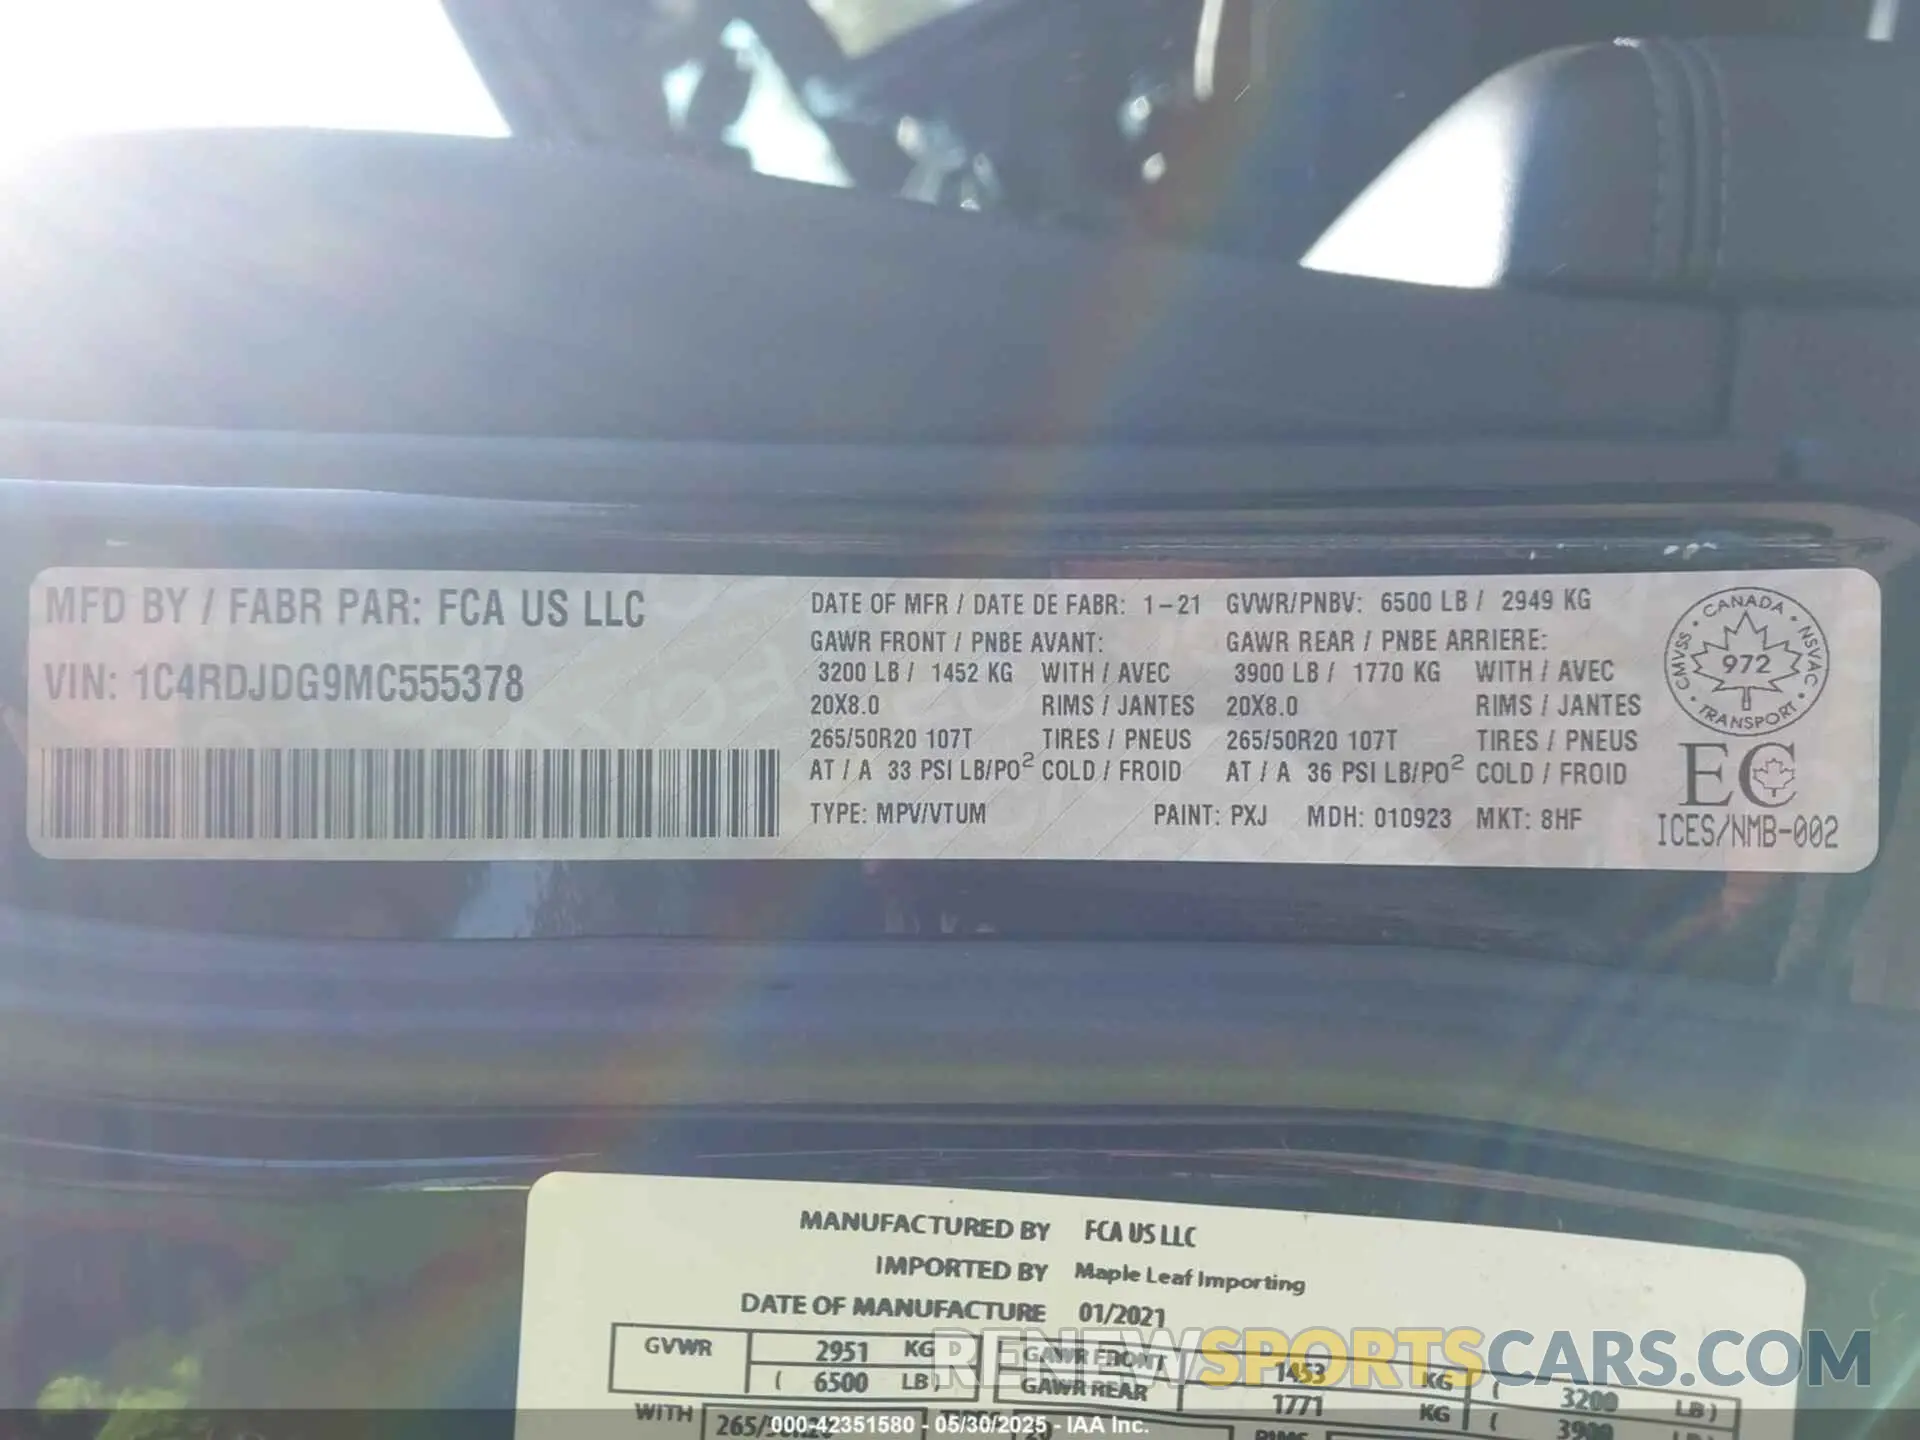 MFD BY / FABR PAR: FCA US LLC
VIN: 1C4RDJDG9MC555378
DATE OF MFR / DATE DE FABR: 1-21 GVWR/PNBV: 6500 LB / 2949 KG
GAWR FRONT / PNBE AVANT: GAWR REAR / PNBE ARRIERE:
3200 LB / 1452 KG WITH / AVEC 3900 LB / 1770 KG WITH / AVEC
20X8.0 RIMS / JANTES 20X8.0 RIMS / JANTES
265/50R20 107T TIRES / PNEUS 265/50R20 107T TIRES / PNEUS
AT / A 33 PSI LB/PO² COLD / FROID AT / A 36 PSI LB/PO² COLD / FROID
TYPE: MPV/VTUM PAINT: PXJ MDH: 010923 MKT: 8HF
CANADA
CMVSS · 972 · NSVAC
TRANSPORT
EC
ICES/NMB-002
MANUFACTURED BY FCA US LLC
IMPORTED BY Maple Leaf Importing
DATE OF MANUFACTURE 01/2021
GVWR 2951 KG GAWR FRONT 1453 KG ( 3200 LB )
( 6500 LB ) GAWR REAR 1771 KG ( 3900
WITH 265/50R20
RENEWSPORTSCARS.COM
000-42351580 - 05/30/2025 - IAA Inc.